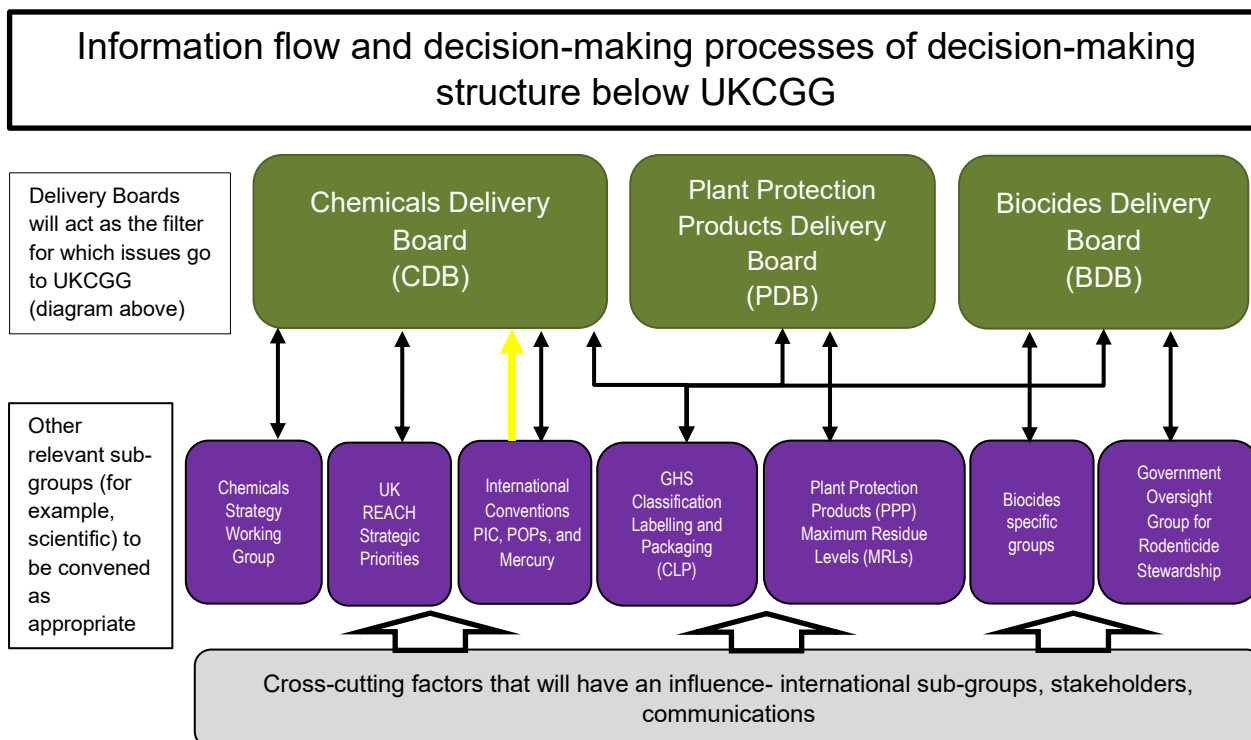 Information flow and decision-making processes of decision-making
structure below UKCGG
Delivery Boards
will act as the filter
for which issues go
to UKCGG
(diagram above)
Chemicals Delivery
Board
(CDB)
Plant Protection
Products Delivery
Board
(PDB)
Biocides Delivery
Board
(BDB)
Other
relevant sub-
groups (for
example,
scientific) to
be convened
as
appropriate
Chemicals
Strategy
Working
Group
UK
REACH
Strategic
Priorities
International
Conventions
PIC, POPs, and
Mercury
GHS
Classification
Labelling and
Packaging
(CLP)
Plant Protection
Products (PPP)
Maximum Residue
Levels (MRLs)
Biocides
specific
groups
Government
Oversight
Group for
Rodenticide
Stewardship
Cross-cutting factors that will have an influence- international sub-groups, stakeholders,
communications